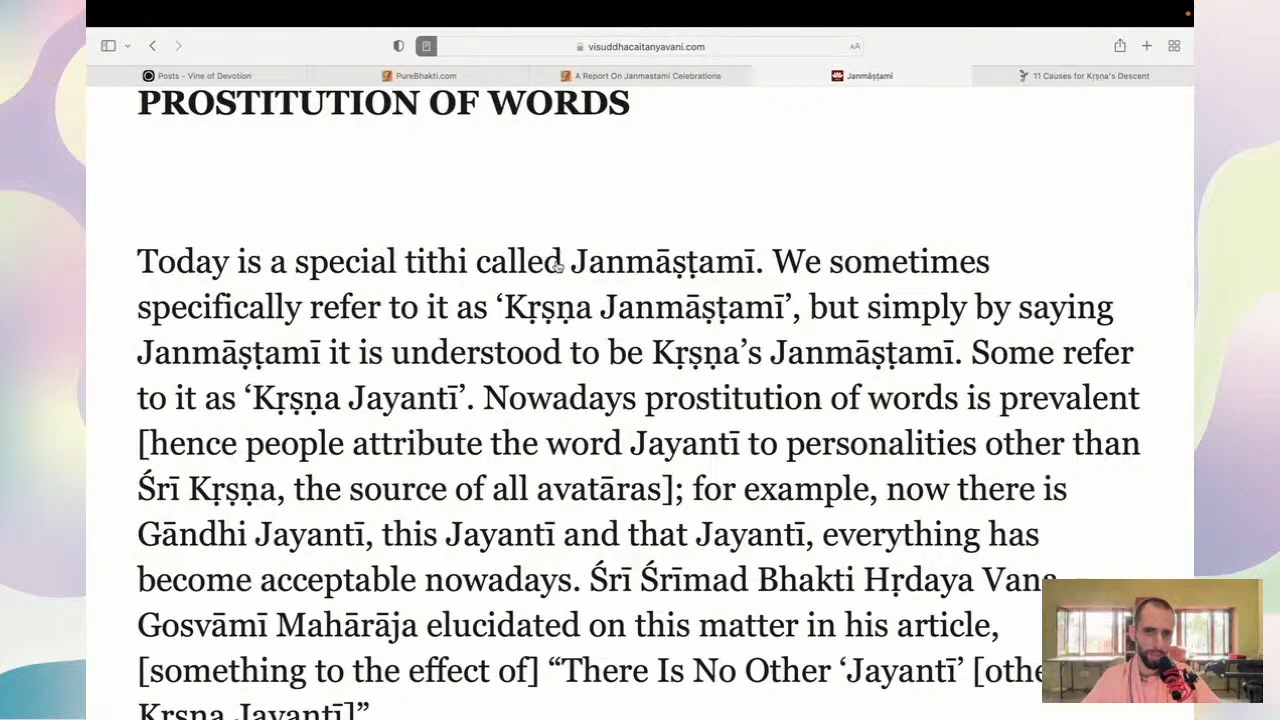 visuddhacaitanyavani.com
AA
Posts - Vine of Devotion
PureBhakti.com
A Report On Janmastami Celebrations
Janmāṣṭami
11 Causes for Kṛṣṇa's Descent
PROSTITUTION OF WORDS
Today is a special tithi called Janmāṣṭamī. We sometimes
specifically refer to it as ‘Kṛṣṇa Janmāṣṭamī’, but simply by saying
Janmāṣṭamī it is understood to be Kṛṣṇa’s Janmāṣṭamī. Some refer
to it as ‘Kṛṣṇa Jayantī’. Nowadays prostitution of words is prevalent
[hence people attribute the word Jayantī to personalities other than
Śrī Kṛṣṇa, the source of all avatāras]; for example, now there is
Gāndhi Jayantī, this Jayantī and that Jayantī, everything has
become acceptable nowadays. Śrī Śrīmad Bhakti Hṛdaya Vana
Gosvāmī Mahārāja elucidated on this matter in his article,
[something to the effect of] “There Is No Other ‘Jayantī’
Kṛṣṇa Jayantī]”